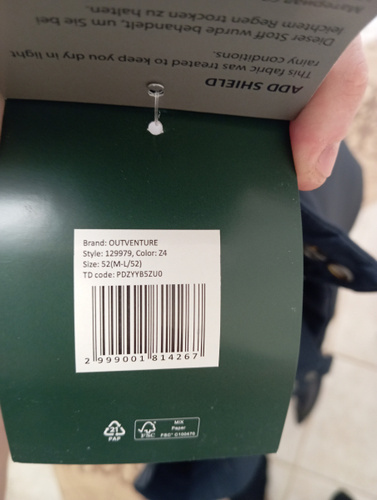 ADD SHIELD
This fabric was treated to keep you dry in light
rainy conditions.
Dieser Stoff wurde behandelt, um Sie bei
leichtem Regen trocken zu halten.
Brand: OUTVENTURE
Style: 129979, Color: Z4
Size: 52(M-L/52)
TD code: PDZYYB5ZU0
2 999001 814267
21
PAP
FSC
MIX
Paper